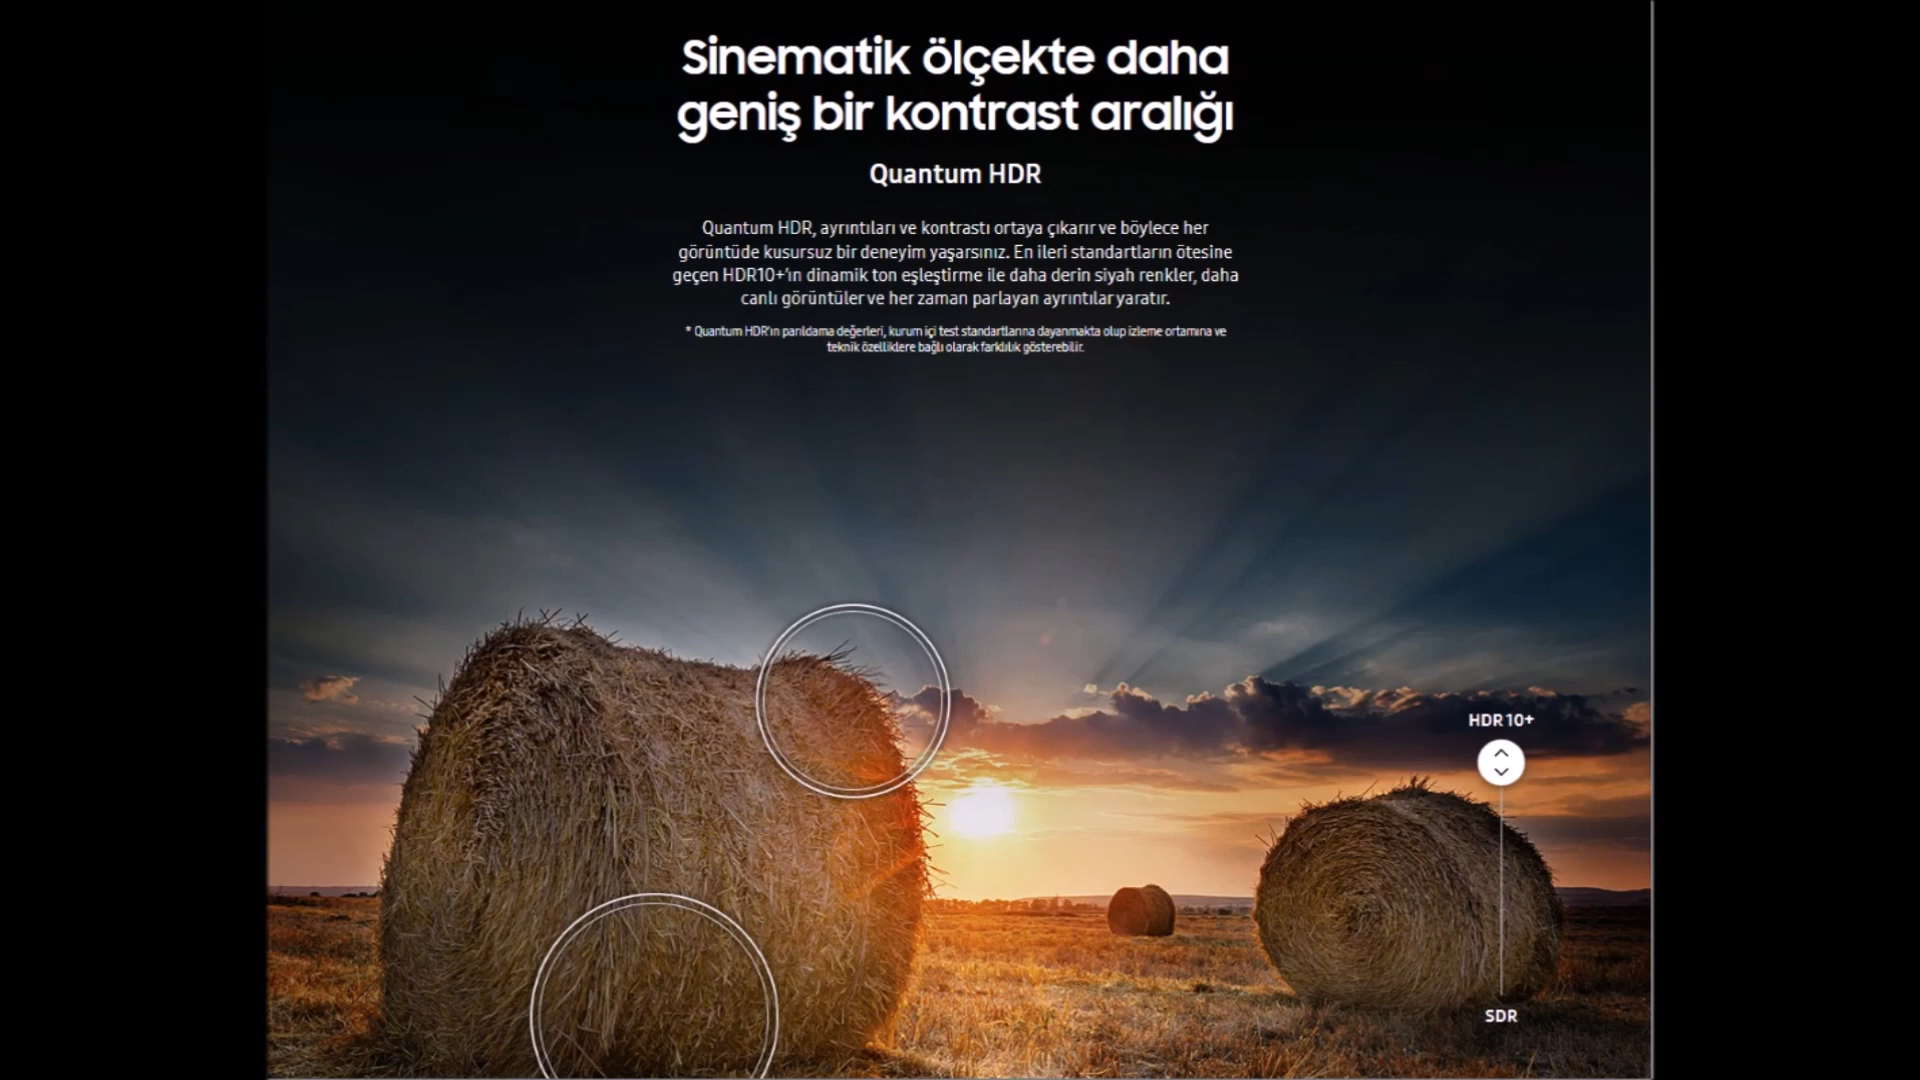 Sinematik ölçekte daha
geniş bir kontrast aralığı
Quantum HDR
Quantum HDR, ayrıntıları ve kontrastı ortaya çıkarır ve böylece her
görüntüde kusursuz bir deneyim yaşarsınız. En ileri standartların ötesine
geçen HDR10+'ın dinamik ton eşleştirme ile daha derin siyah renkler, daha
canlı görüntüler ve her zaman parlayan ayrıntılar yaratır.
* Quantum HDR'ın parıldama değerleri, kurum içi test standartlarına dayanmakta olup izleme ortamına ve
teknik özelliklere bağlı olarak farklılık gösterebilir.
HDR 10+
SDR